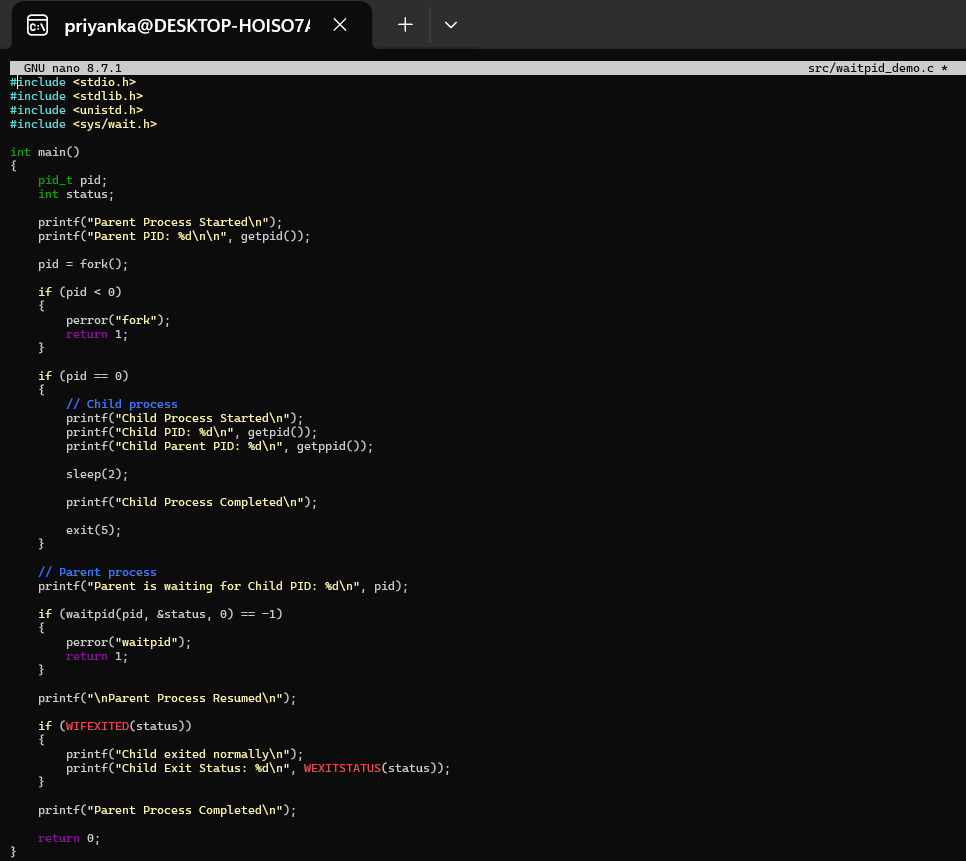 priyanka@DESKTOP-HOISO7
GNU nano 8.7.1 src/waitpid_demo.c *
#include <stdio.h>
#include <stdlib.h>
#include <unistd.h>
#include <sys/wait.h>

int main()
{
    pid_t pid;
    int status;

    printf("Parent Process Started\n");
    printf("Parent PID: %d\n\n", getpid());

    pid = fork();

    if (pid < 0)
    {
        perror("fork");
        return 1;
    }

    if (pid == 0)
    {
        // Child process
        printf("Child Process Started\n");
        printf("Child PID: %d\n", getpid());
        printf("Child Parent PID: %d\n", getppid());

        sleep(2);

        printf("Child Process Completed\n");

        exit(5);
    }

    // Parent process
    printf("Parent is waiting for Child PID: %d\n", pid);

    if (waitpid(pid, &status, 0) == -1)
    {
        perror("waitpid");
        return 1;
    }

    printf("\nParent Process Resumed\n");

    if (WIFEXITED(status))
    {
        printf("Child exited normally\n");
        printf("Child Exit Status: %d\n", WEXITSTATUS(status));
    }

    printf("Parent Process Completed\n");

    return 0;
}